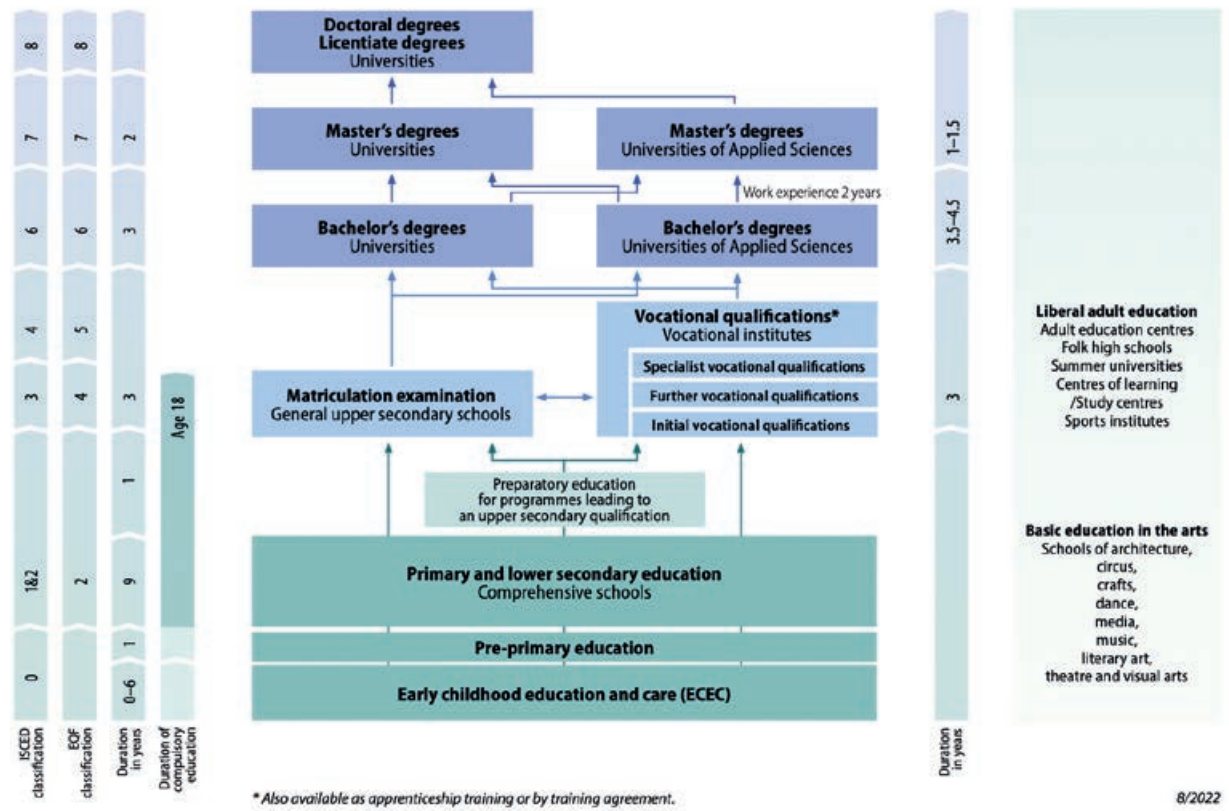 Doctoral degrees
Licentiate degrees
Universities
Master's degrees
Universities
Master's degrees
Universities of Applied Sciences
Work experience 2 years
Bachelor's degrees
Universities
Bachelor's degrees
Universities of Applied Sciences
Vocational qualifications*
Vocational institutes
Specialist vocational qualifications
Further vocational qualifications
Initial vocational qualifications
Matriculation examination
General upper secondary schools
Preparatory education
for programmes leading to
an upper secondary qualification
Primary and lower secondary education
Comprehensive schools
Pre-primary education
Early childhood education and care (ECEC)
8
7
6
4
3
1&2
0
ISCED
classification
8
7
6
5
4
2
EQF
classification
2
3
3
1
9
1
0–6
Duration
in years
Age 18
Duration of
compulsory
education
1–1.5
3.5–4.5
3
Duration
in years
Liberal adult education
Adult education centres
Folk high schools
Summer universities
Centres of learning
/Study centres
Sports institutes
Basic education in the arts
Schools of architecture,
circus,
crafts,
dance,
media,
music,
literary art,
theatre and visual arts
* Also available as apprenticeship training or by training agreement.
8/2022